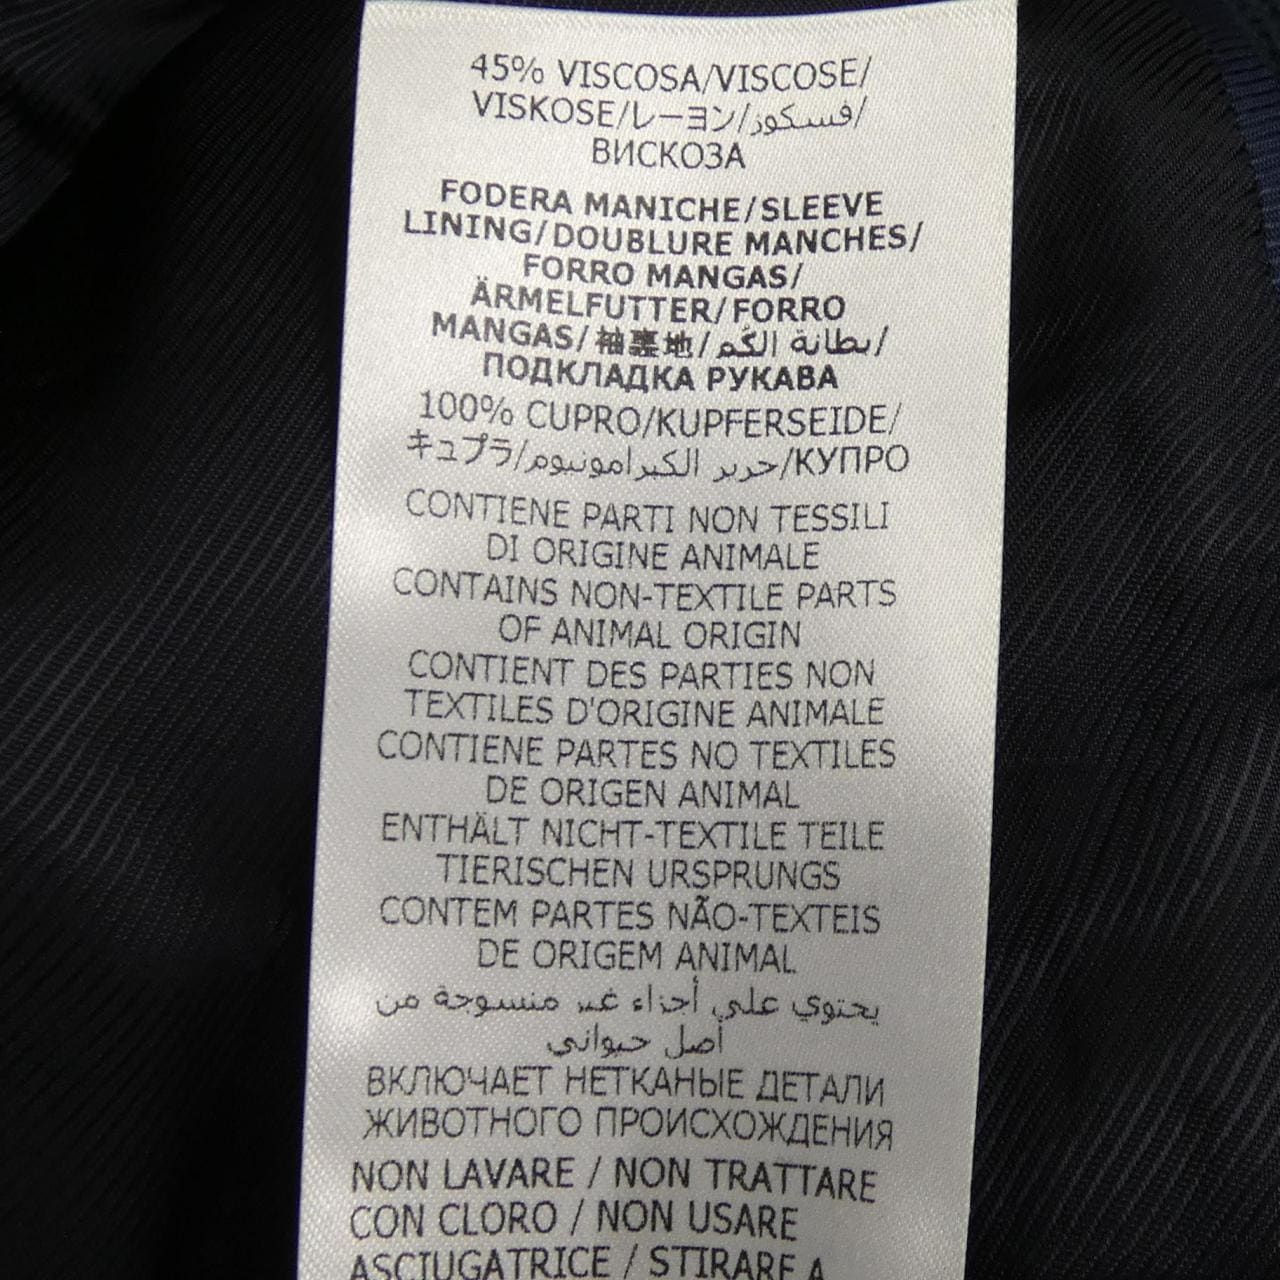 45% VISCOSA/VISCOSE/
VISKOSE/レーヨン/فسكوز/
ВИСКОЗА
FODERA MANICHE/SLEEVE
LINING/DOUBLURE MANCHES/
FORRO MANGAS/
ÄRMELFUTTER/FORRO
MANGAS/袖裏地/بطانة الكُم/
ПОДКЛАДКА РУКАВА
100% CUPRO/KUPFERSEIDE/
キュプラ/حرير الكبرامونيوم/КУПРО
CONTIENE PARTI NON TESSILI
DI ORIGINE ANIMALE
CONTAINS NON-TEXTILE PARTS
OF ANIMAL ORIGIN
CONTIENT DES PARTIES NON
TEXTILES D'ORIGINE ANIMALE
CONTIENE PARTES NO TEXTILES
DE ORIGEN ANIMAL
ENTHÄLT NICHT-TEXTILE TEILE
TIERISCHEN URSPRUNGS
CONTEM PARTES NÃO-TEXTEIS
DE ORIGEM ANIMAL
يحتوي على أجزاء غير منسوجة من
أصل حيواني
ВКЛЮЧАЕТ НЕТКАНЫЕ ДЕТАЛИ
ЖИВОТНОГО ПРОИСХОЖДЕНИЯ
NON LAVARE / NON TRATTARE
CON CLORO / NON USARE
ASCIUGATRICE / STIRARE A